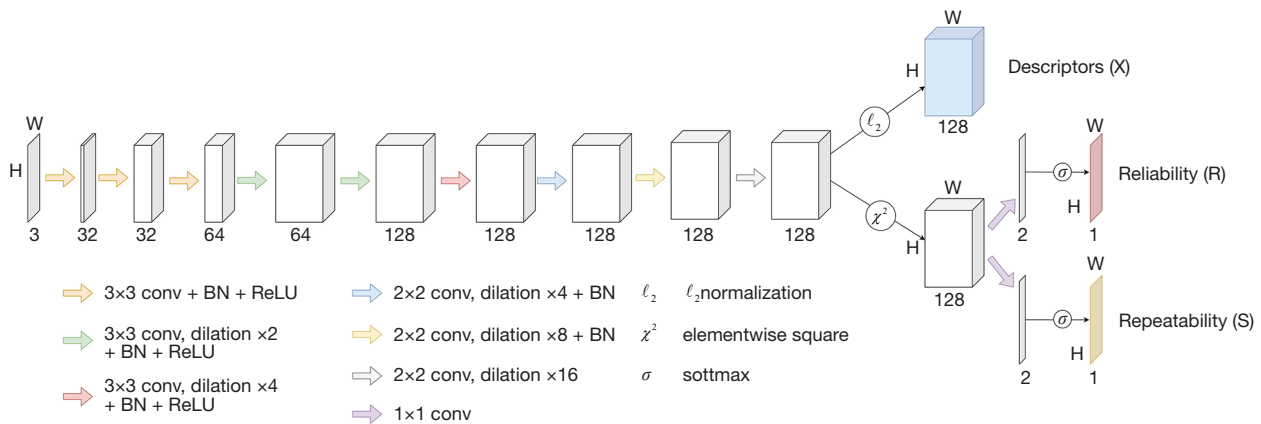 W
H
3
32
32
64
64
128
128
128
128
128
ℓ2
χ²
W
H
128
Descriptors (X)
W
H
128
2
σ
W
H
1
Reliability (R)
2
σ
W
H
1
Repeatability (S)
3×3 conv + BN + ReLU
3×3 conv, dilation ×2
+ BN + ReLU
3×3 conv, dilation ×4
+ BN + ReLU
2×2 conv, dilation ×4 + BN
2×2 conv, dilation ×8 + BN
2×2 conv, dilation ×16
1×1 conv
ℓ2 ℓ2normalization
χ² elementwise square
σ sottmax